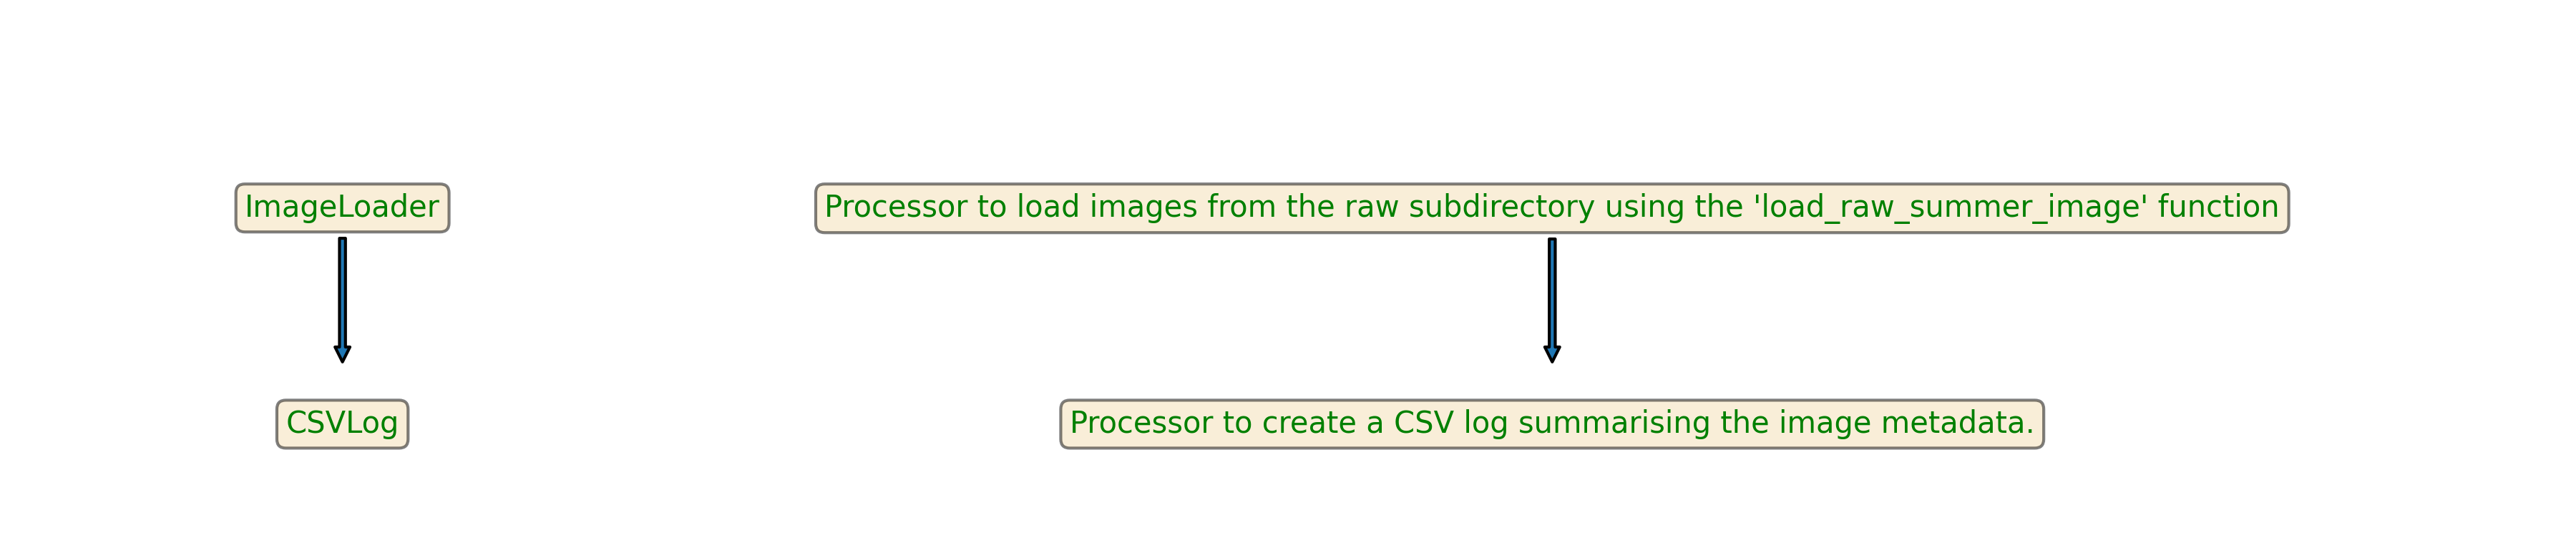 ImageLoader
Processor to load images from the raw subdirectory using the 'load_raw_summer_image' function
CSVLog
Processor to create a CSV log summarising the image metadata.